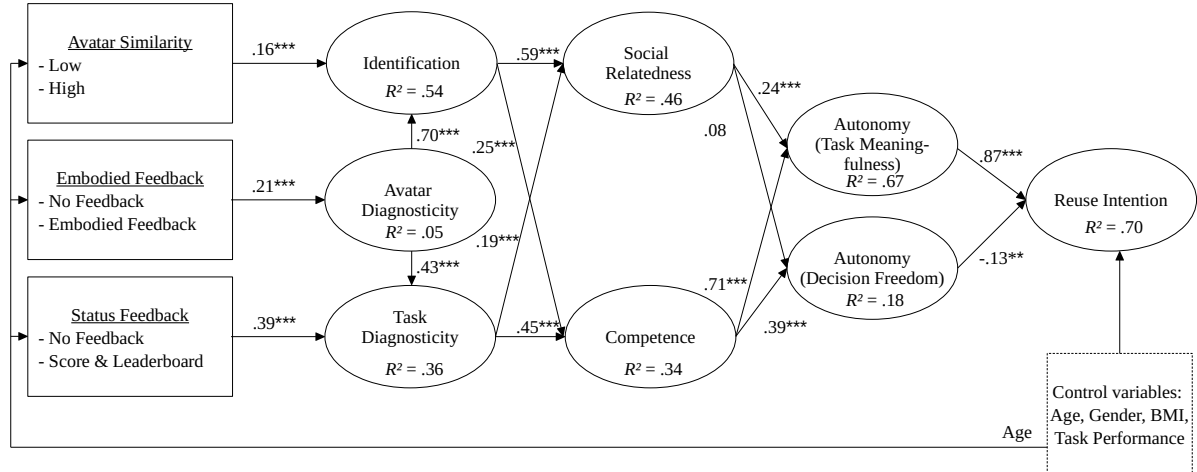 Avatar Similarity
- Low
- High
.16***
Identification
R² = .54
.59***
Social
Relatedness
R² = .46
.24***
.08
.70***
.25***
Autonomy
(Task Meaning-
fulness)
R² = .67
.87***
Embodied Feedback
- No Feedback
- Embodied Feedback
.21***
Avatar
Diagnosticity
R² = .05
.19***
.43***
Reuse Intention
R² = .70
Autonomy
(Decision Freedom)
R² = .18
-.13**
.71***
.39***
Status Feedback
- No Feedback
- Score & Leaderboard
.39***
Task
Diagnosticity
R² = .36
.45***
Competence
R² = .34
Control variables:
Age, Gender, BMI,
Task Performance
Age